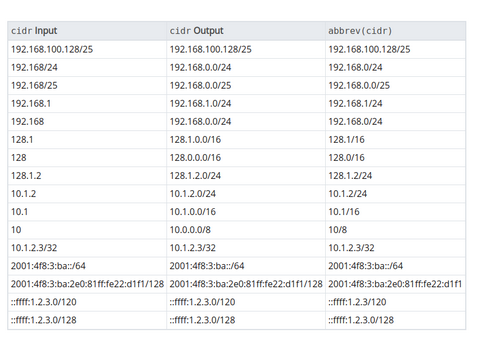 cidr Input cidr Output abbrev(cidr)
192.168.100.128/25 192.168.100.128/25 192.168.100.128/25
192.168/24 192.168.0.0/24 192.168.0/24
192.168/25 192.168.0.0/25 192.168.0.0/25
192.168.1 192.168.1.0/24 192.168.1/24
192.168 192.168.0.0/24 192.168.0/24
128.1 128.1.0.0/16 128.1/16
128 128.0.0.0/16 128.0/16
128.1.2 128.1.2.0/24 128.1.2/24
10.1.2 10.1.2.0/24 10.1.2/24
10.1 10.1.0.0/16 10.1/16
10 10.0.0.0/8 10/8
10.1.2.3/32 10.1.2.3/32 10.1.2.3/32
2001:4f8:3:ba::/64 2001:4f8:3:ba::/64 2001:4f8:3:ba::/64
2001:4f8:3:ba:2e0:81ff:fe22:d1f1/128 2001:4f8:3:ba:2e0:81ff:fe22:d1f1/128 2001:4f8:3:ba:2e0:81ff:fe22:d1f1
::ffff:1.2.3.0/120 ::ffff:1.2.3.0/120 ::ffff:1.2.3/120
::ffff:1.2.3.0/128 ::ffff:1.2.3.0/128 ::ffff:1.2.3.0/128